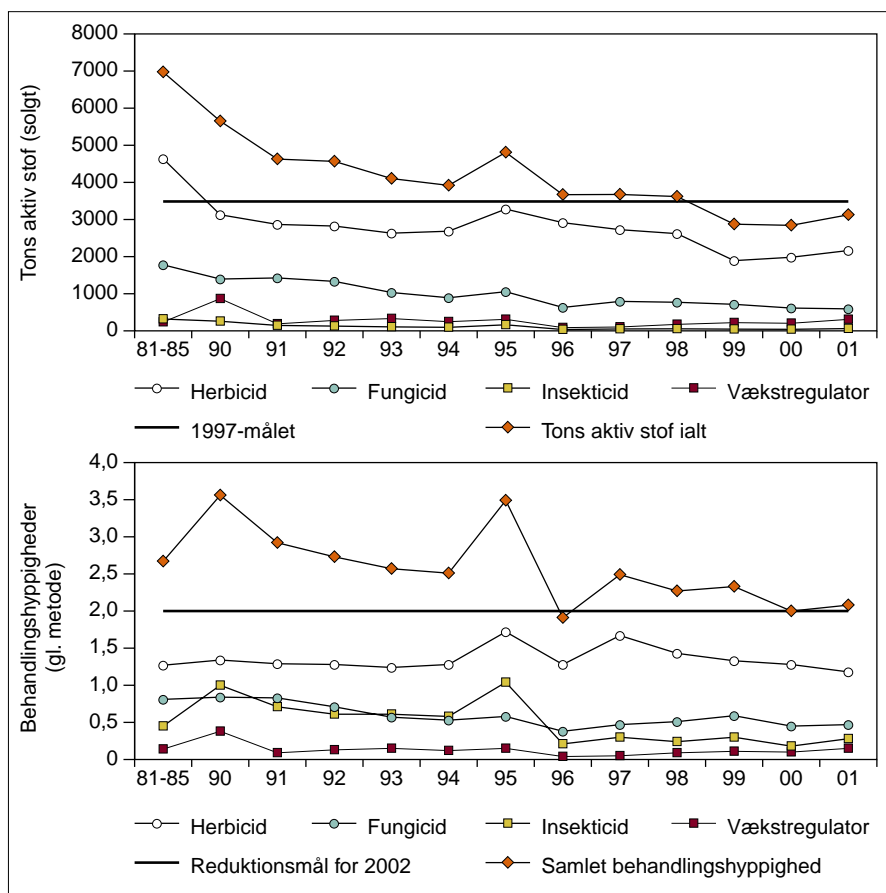 Tons aktiv stof (solgt)
8000
7000
6000
5000
4000
3000
2000
1000
0
81-85 90 91 92 93 94 95 96 97 98 99 00 01
Herbicid Fungicid Insekticid Vækstregulator
1997-målet Tons aktiv stof ialt
Behandlingshyppigheder
(gl. metode)
4,0
3,5
3,0
2,5
2,0
1,5
1,0
0,5
0
81-85 90 91 92 93 94 95 96 97 98 99 00 01
Herbicid Fungicid Insekticid Vækstregulator
Reduktionsmål for 2002 Samlet behandlingshyppighed